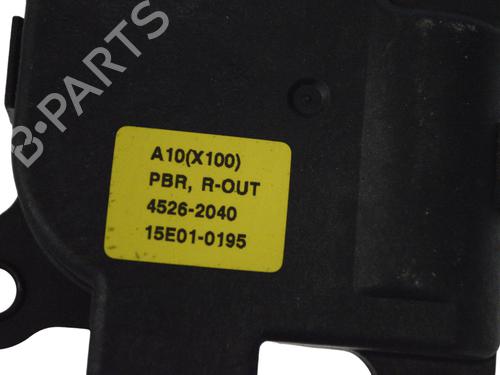 B-PARTS
A10(X100)
PBR, R-OUT
4526-2040
15E01-0195